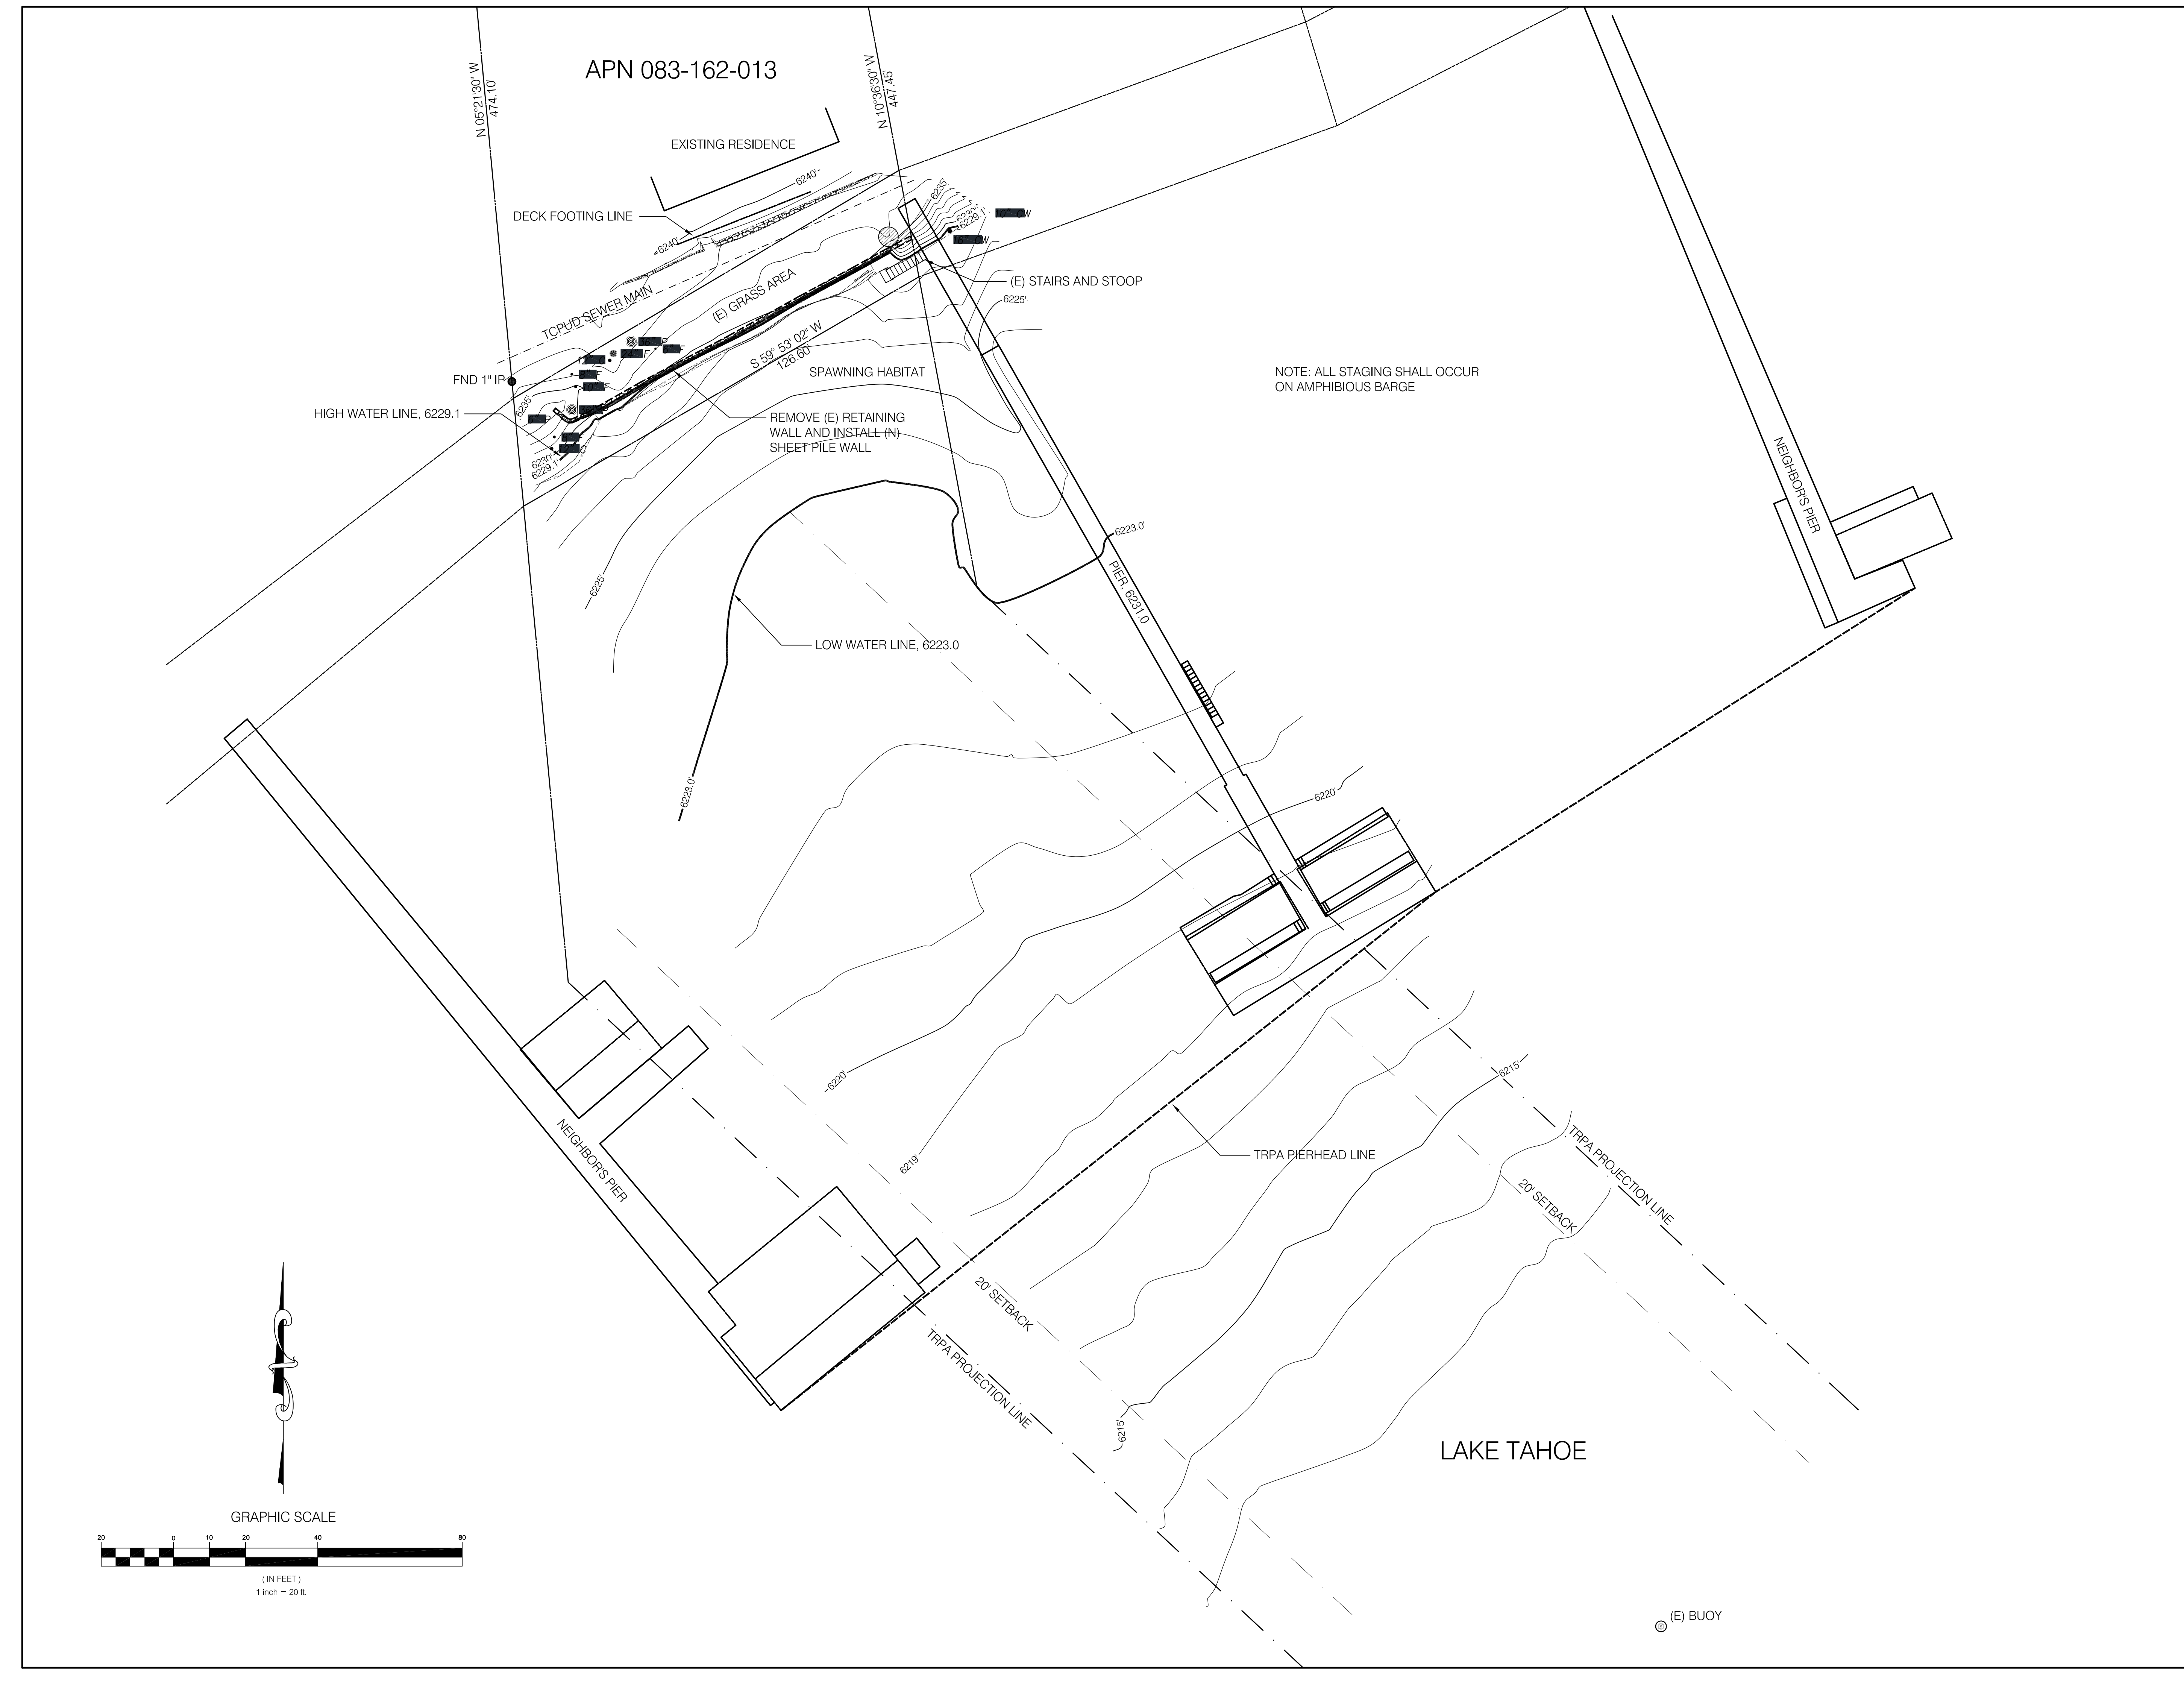 APN 083-162-013
N 05°21'30" W
474.10'
N 10°36'30" W
447.45'
EXISTING RESIDENCE
6240'
DECK FOOTING LINE
6240'
6235'
6230'
6229.1'
(E) STAIRS AND STOOP
6225'
TCPUD SEWER MAIN
(E) GRASS AREA
S 59° 53' 02" W
126.60'
SPAWNING HABITAT
FND 1" IP
HIGH WATER LINE, 6229.1
6235'
6230'
6229.1'
REMOVE (E) RETAINING
WALL AND INSTALL (N)
SHEET PILE WALL
NOTE: ALL STAGING SHALL OCCUR
ON AMPHIBIOUS BARGE
NEIGHBOR'S PIER
6223.0'
PIER, 6231.0
6225'
LOW WATER LINE, 6223.0
6223.0'
6220'
6220'
6219'
6215'
NEIGHBOR'S PIER
TRPA PIERHEAD LINE
TRPA PROJECTION LINE
20' SETBACK
20' SETBACK
TRPA PROJECTION LINE
6215'
LAKE TAHOE
GRAPHIC SCALE
20 0 10 20 40 80
( IN FEET )
1 inch = 20 ft.
(E) BUOY